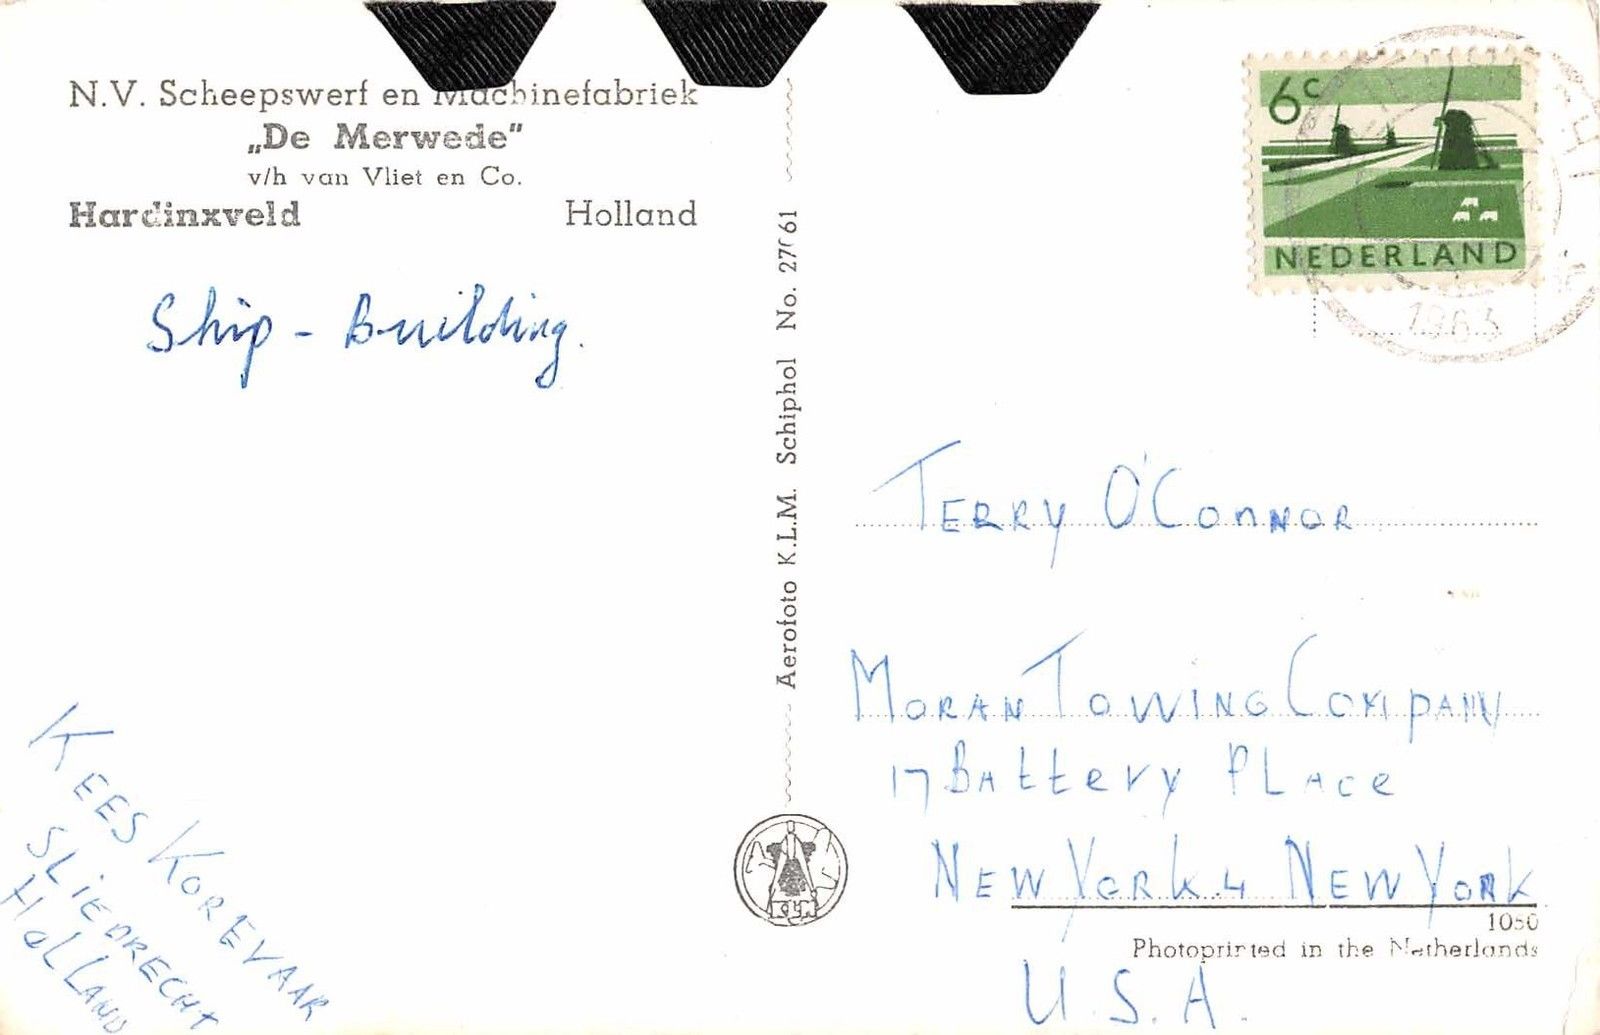 N.V. Scheepswerf en Machinefabriek
„De Merwede"
v/h van Vliet en Co.
Hardinxveld Holland
Ship - Building.
KEES KOREVAAR
SLIEDRECHT
HOLLAND
Aerofoto K.L.M. Schiphol No. 61
6c
NEDERLAND
1963
TERRY O'CONNOR
MORAN TOWING COMPANY
17 BAttERY PLACE
NEW YORK 4 NEW YORK
1050
Photoprinted in the Netherlands
U.S.A.